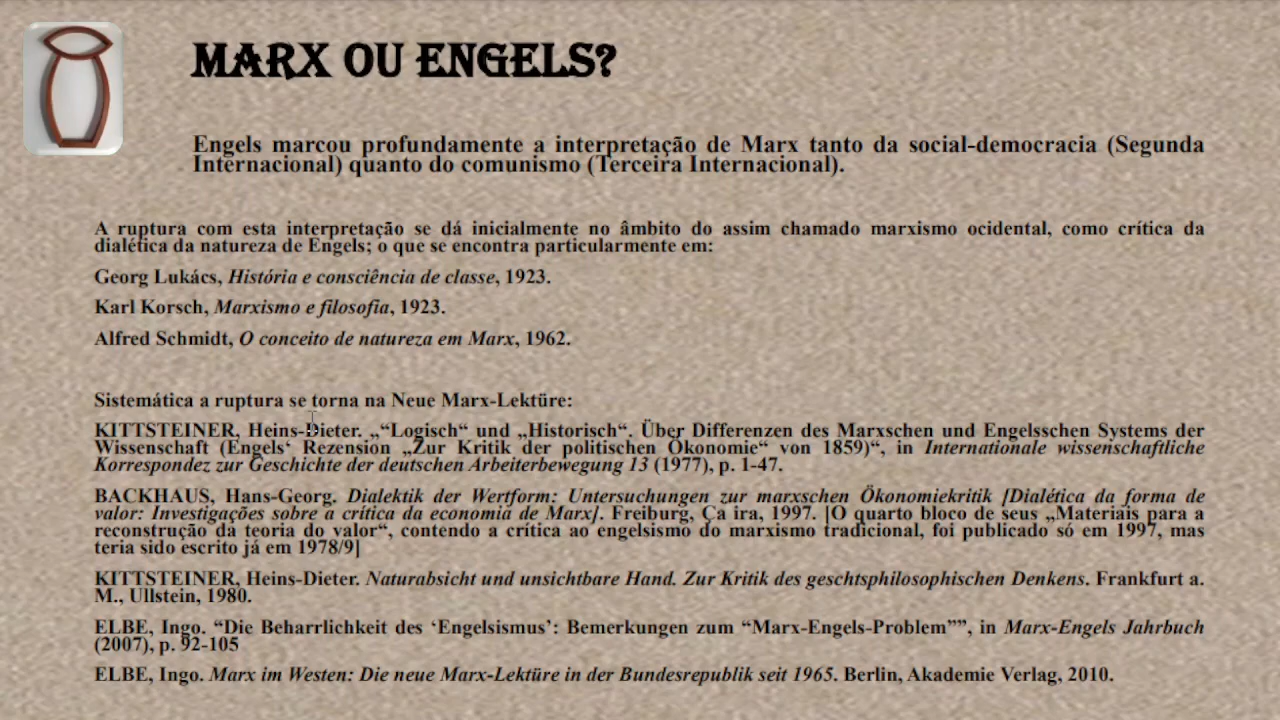 MARX OU ENGELS?
Engels marcou profundamente a interpretação de Marx tanto da social-democracia (Segunda
Internacional) quanto do comunismo (Terceira Internacional).
A ruptura com esta interpretação se dá inicialmente no âmbito do assim chamado marxismo ocidental, como crítica da
dialética da natureza de Engels; o que se encontra particularmente em:
Georg Lukács, História e consciência de classe, 1923.
Karl Korsch, Marxismo e filosofia, 1923.
Alfred Schmidt, O conceito de natureza em Marx, 1962.
Sistemática a ruptura se torna na Neue Marx-Lektüre:
KITTSTEINER, Heins-Dieter. „“Logisch“ und „Historisch“. Über Differenzen des Marxschen und Engelsschen Systems der
Wissenschaft (Engels‘ Rezension „Zur Kritik der politischen Ökonomie“ von 1859)“, in Internationale wissenschaftliche
Korrespondez zur Geschichte der deutschen Arbeiterbewegung 13 (1977), p. 1-47.
BACKHAUS, Hans-Georg. Dialektik der Wertform: Untersuchungen zur marxschen Ökonomiekritik [Dialética da forma de
valor: Investigações sobre a crítica da economia de Marx]. Freiburg, Ça ira, 1997. [O quarto bloco de seus „Materiais para a
reconstrução da teoria do valor“, contendo a crítica ao engelsismo do marxismo tradicional, foi publicado só em 1997, mas
teria sido escrito já em 1978/9]
KITTSTEINER, Heins-Dieter. Naturabsicht und unsichtbare Hand. Zur Kritik des geschtsphilosophischen Denkens. Frankfurt a.
M., Ullstein, 1980.
ELBE, Ingo. “Die Beharrlichkeit des ‘Engelsismus’: Bemerkungen zum “Marx-Engels-Problem””, in Marx-Engels Jahrbuch
(2007), p. 92-105
ELBE, Ingo. Marx im Westen: Die neue Marx-Lektüre in der Bundesrepublik seit 1965. Berlin, Akademie Verlag, 2010.